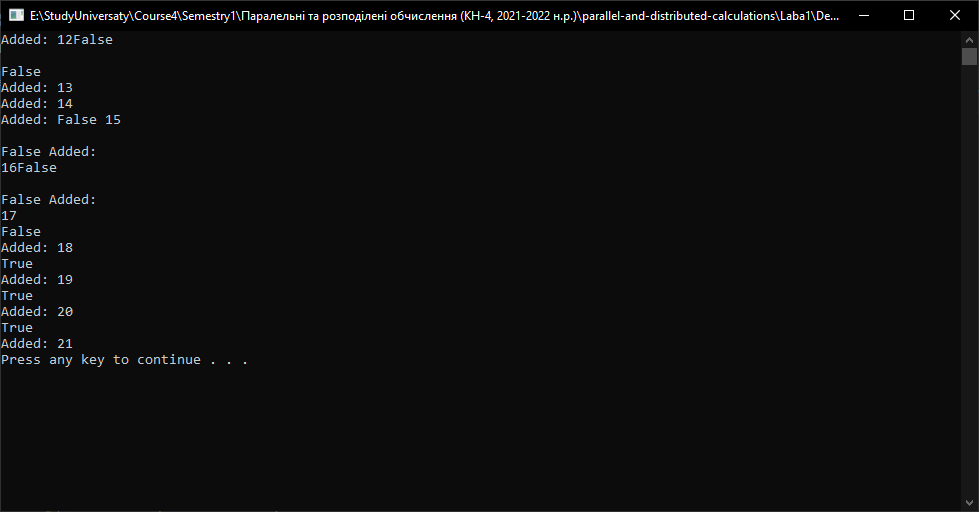 E:\StudyUniversaty\Course4\Semestry1\Паралельні та розподілені обчислення (КН-4, 2021-2022 н.р.)\parallel-and-distributed-calculations\Laba1\De...
Added: 12False
False
Added: 13
Added: 14
Added: False 15
False Added:
16False
False Added:
17
False
Added: 18
True
Added: 19
True
Added: 20
True
Added: 21
Press any key to continue . . .